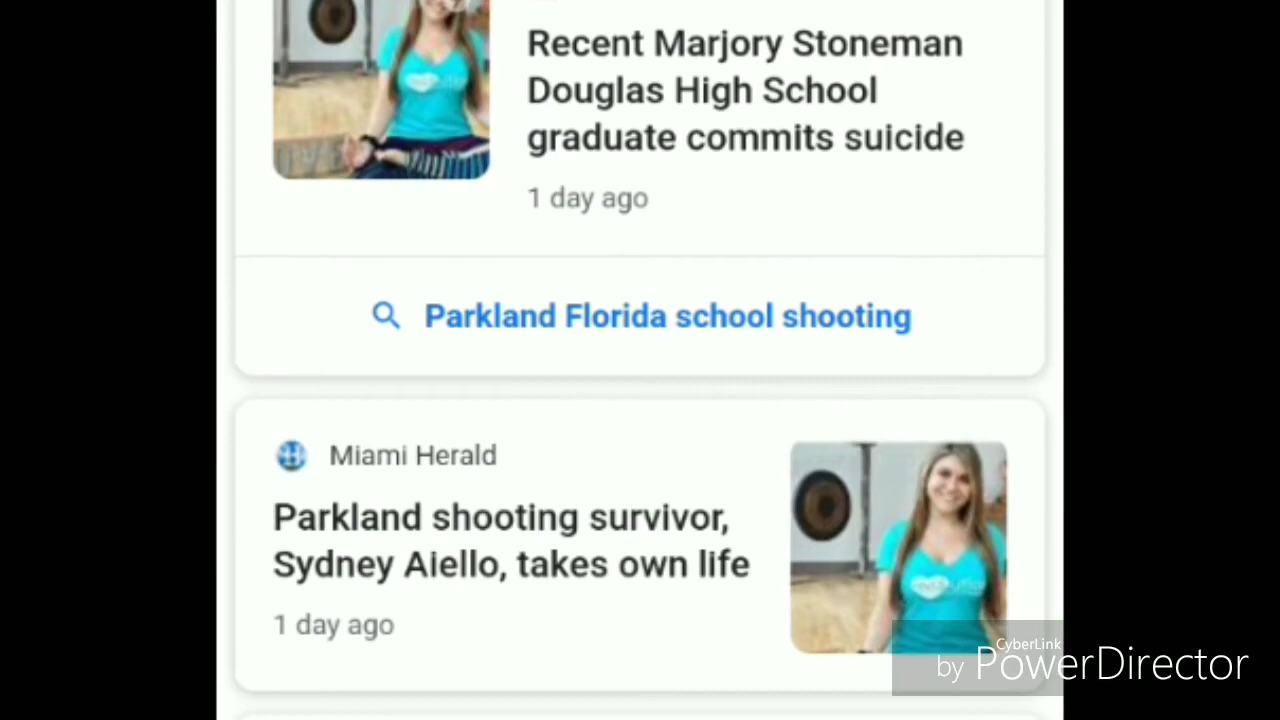 Recent Marjory Stoneman
Douglas High School
graduate commits suicide
1 day ago
Parkland Florida school shooting
Miami Herald
Parkland shooting survivor,
Sydney Aiello, takes own life
1 day ago
CyberLink
by PowerDirector